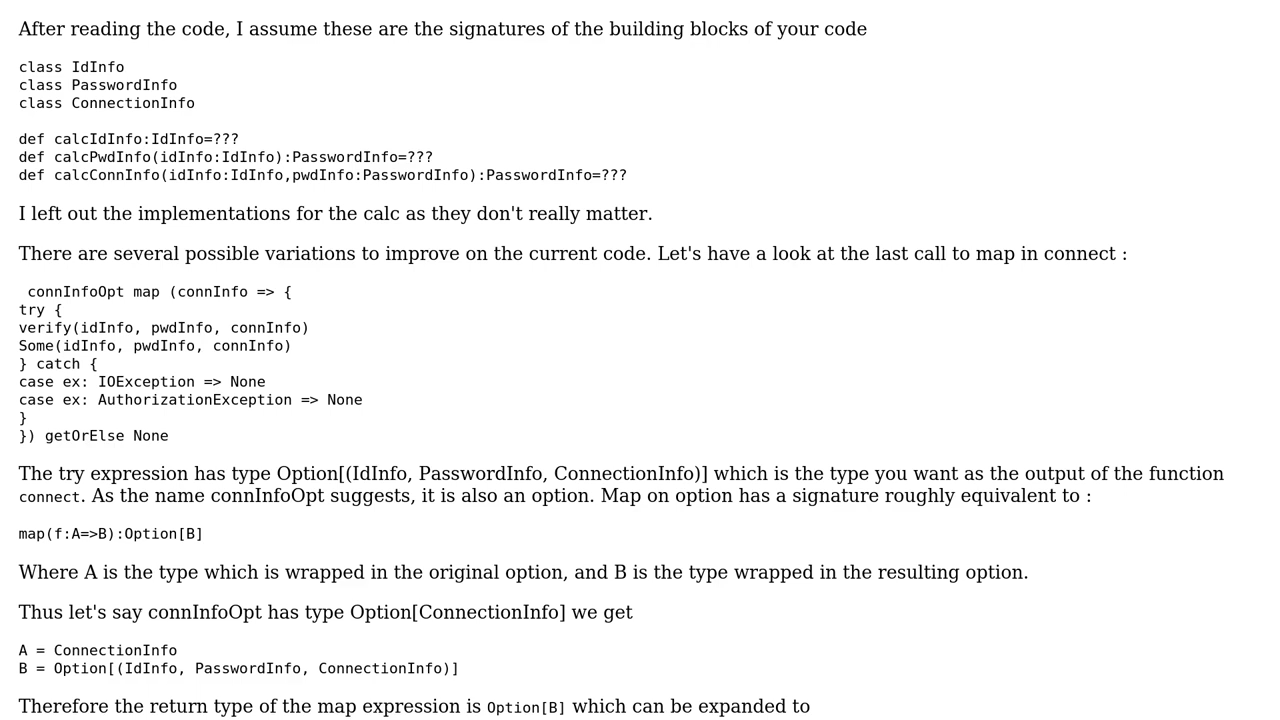 After reading the code, I assume these are the signatures of the building blocks of your code
class IdInfo
class PasswordInfo
class ConnectionInfo
def calcIdInfo:IdInfo=???
def calcPwdInfo(idInfo:IdInfo):PasswordInfo=???
def calcConnInfo(idInfo:IdInfo,pwdInfo:PasswordInfo):PasswordInfo=???
I left out the implementations for the calc as they don't really matter.
There are several possible variations to improve on the current code. Let's have a look at the last call to map in connect :
connInfoOpt map (connInfo => {
try {
verify(idInfo, pwdInfo, connInfo)
Some(idInfo, pwdInfo, connInfo)
} catch {
case ex: IOException => None
case ex: AuthorizationException => None
}
}) getOrElse None
The try expression has type Option[(IdInfo, PasswordInfo, ConnectionInfo)] which is the type you want as the output of the function
connect. As the name connInfoOpt suggests, it is also an option. Map on option has a signature roughly equivalent to :
map(f:A=>B):Option[B]
Where A is the type which is wrapped in the original option, and B is the type wrapped in the resulting option.
Thus let's say connInfoOpt has type Option[ConnectionInfo] we get
A = ConnectionInfo
B = Option[(IdInfo, PasswordInfo, ConnectionInfo)]
Therefore the return type of the map expression is Option[B] which can be expanded to